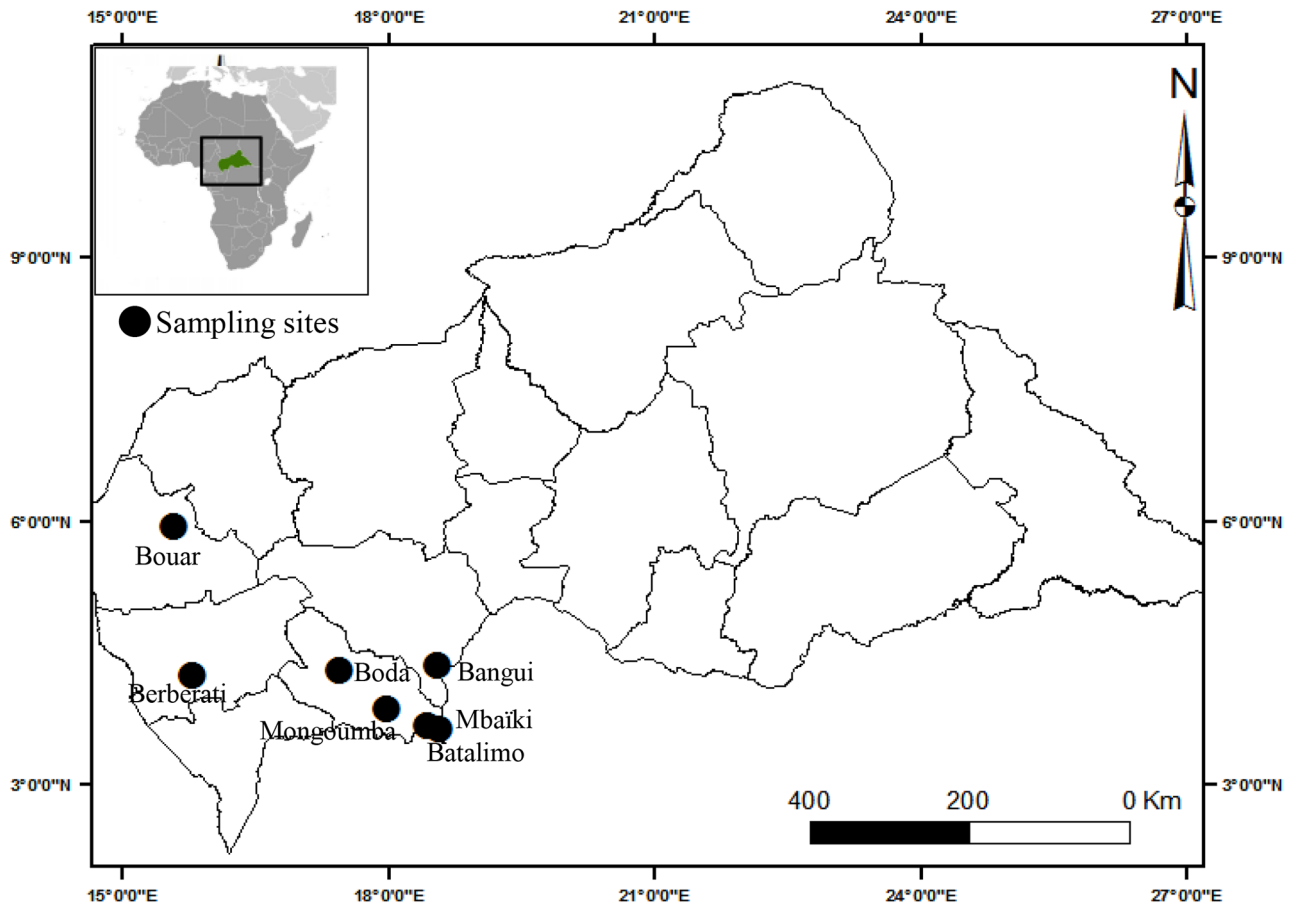 15°0'0"E 18°0'0"E 21°0'0"E 24°0'0"E 27°0'0"E
N
9°0'0"N 9°0'0"N
Sampling sites
6°0'0"N 6°0'0"N
Bouar
Boda Bangui
Berberati
Mbaïki
Mongoumba
Batalimo
3°0'0"N 3°0'0"N
400 200 0 Km
15°0'0"E 18°0'0"E 21°0'0"E 24°0'0"E 27°0'0"E